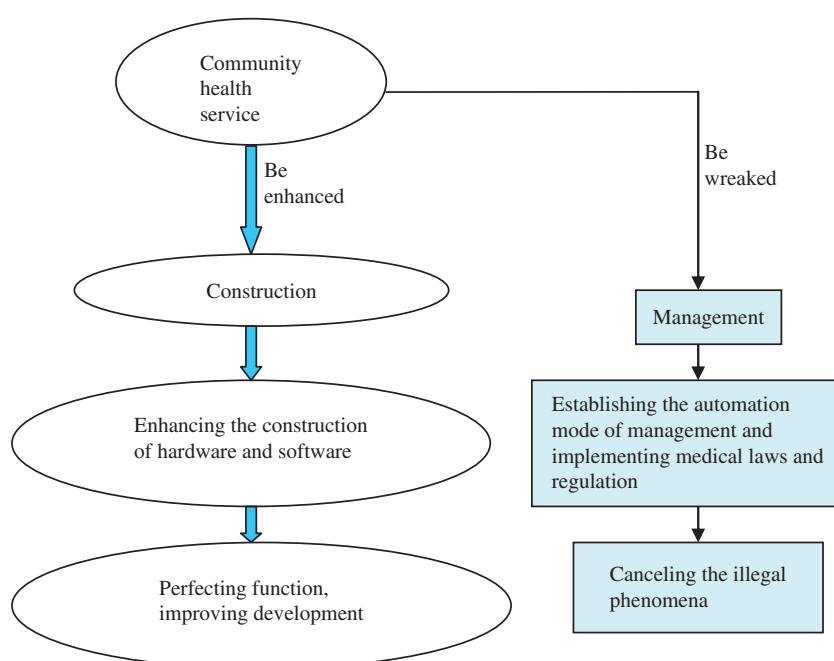 Community
health
service
Be
enhanced
Be
wreaked
Construction
Management
Enhancing the construction
of hardware and software
Establishing the automation
mode of management and
implementing medical laws and
regulation
Perfecting function,
improving development
Canceling the illegal
phenomena